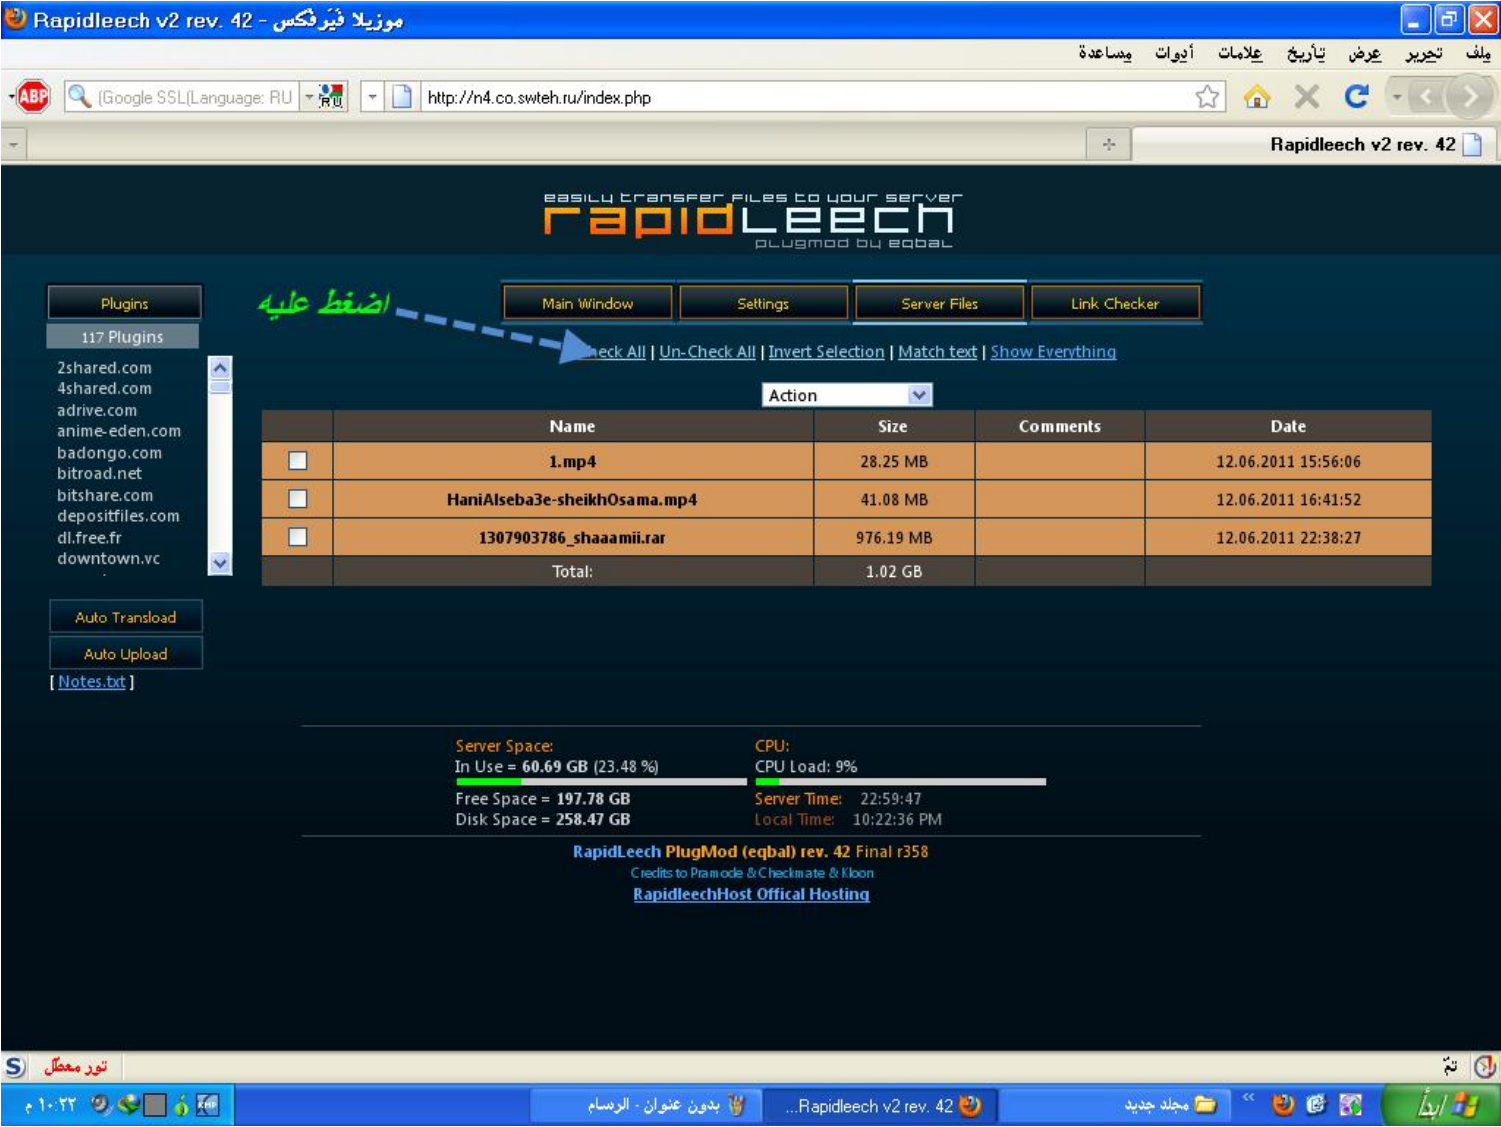 Rapidleech v2 rev. 42 - موزيلا فَيَرفُكس
ملف تحرير عرض تأريخ علامات أدوات مساعدة
ABP (Google SSL(Language: RU RU http://n4.co.swteh.ru/index.php
Rapidleech v2 rev. 42
easily transfer files to your server
rapidleech
plugmod by eqbal
اضغط عليه
Plugins
Main Window Settings Server Files Link Checker
117 Plugins
heck All | Un-Check All | Invert Selection | Match text | Show Everything
2shared.com
4shared.com
adrive.com
anime-eden.com
badongo.com
bitroad.net
bitshare.com
depositfiles.com
dl.free.fr
downtown.vc
Action
Name Size Comments Date
1.mp4 28.25 MB 12.06.2011 15:56:06
HaniAlseba3e-sheikhOsama.mp4 41.08 MB 12.06.2011 16:41:52
1307903786_shaaamii.rar 976.19 MB 12.06.2011 22:38:27
Total: 1.02 GB
Auto Transload
Auto Upload
[ Notes.txt ]
Server Space:
In Use = 60.69 GB (23.48 %)
Free Space = 197.78 GB
Disk Space = 258.47 GB
CPU:
CPU Load: 9%
Server Time: 22:59:47
Local Time: 10:22:36 PM
RapidLeech PlugMod (eqbal) rev. 42 Final r358
Credits to Pramode & Checkmate & Kloon
RapidleechHost Offical Hosting
تمّ
تور معطّل
ابدأ
مجلد جديد
Rapidleech v2 rev. 42...
بدون عنوان - الرسام
KMP
١٠:٢٢ م